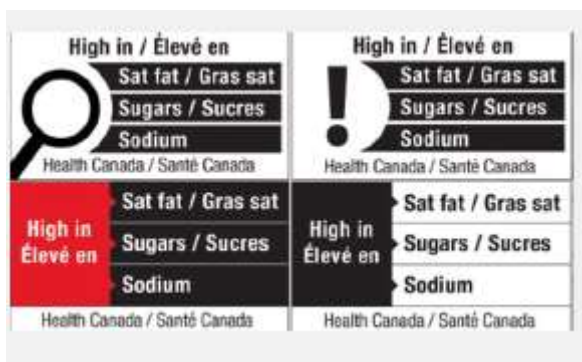 High in / Élevé en
Sat fat / Gras sat
Sugars / Sucres
Sodium
Health Canada / Santé Canada
High in / Élevé en
Sat fat / Gras sat
Sugars / Sucres
Sodium
Health Canada / Santé Canada
High in
Élevé en
Sat fat / Gras sat
Sugars / Sucres
Sodium
Health Canada / Santé Canada
High in
Élevé en
Sat fat / Gras sat
Sugars / Sucres
Sodium
Health Canada / Santé Canada